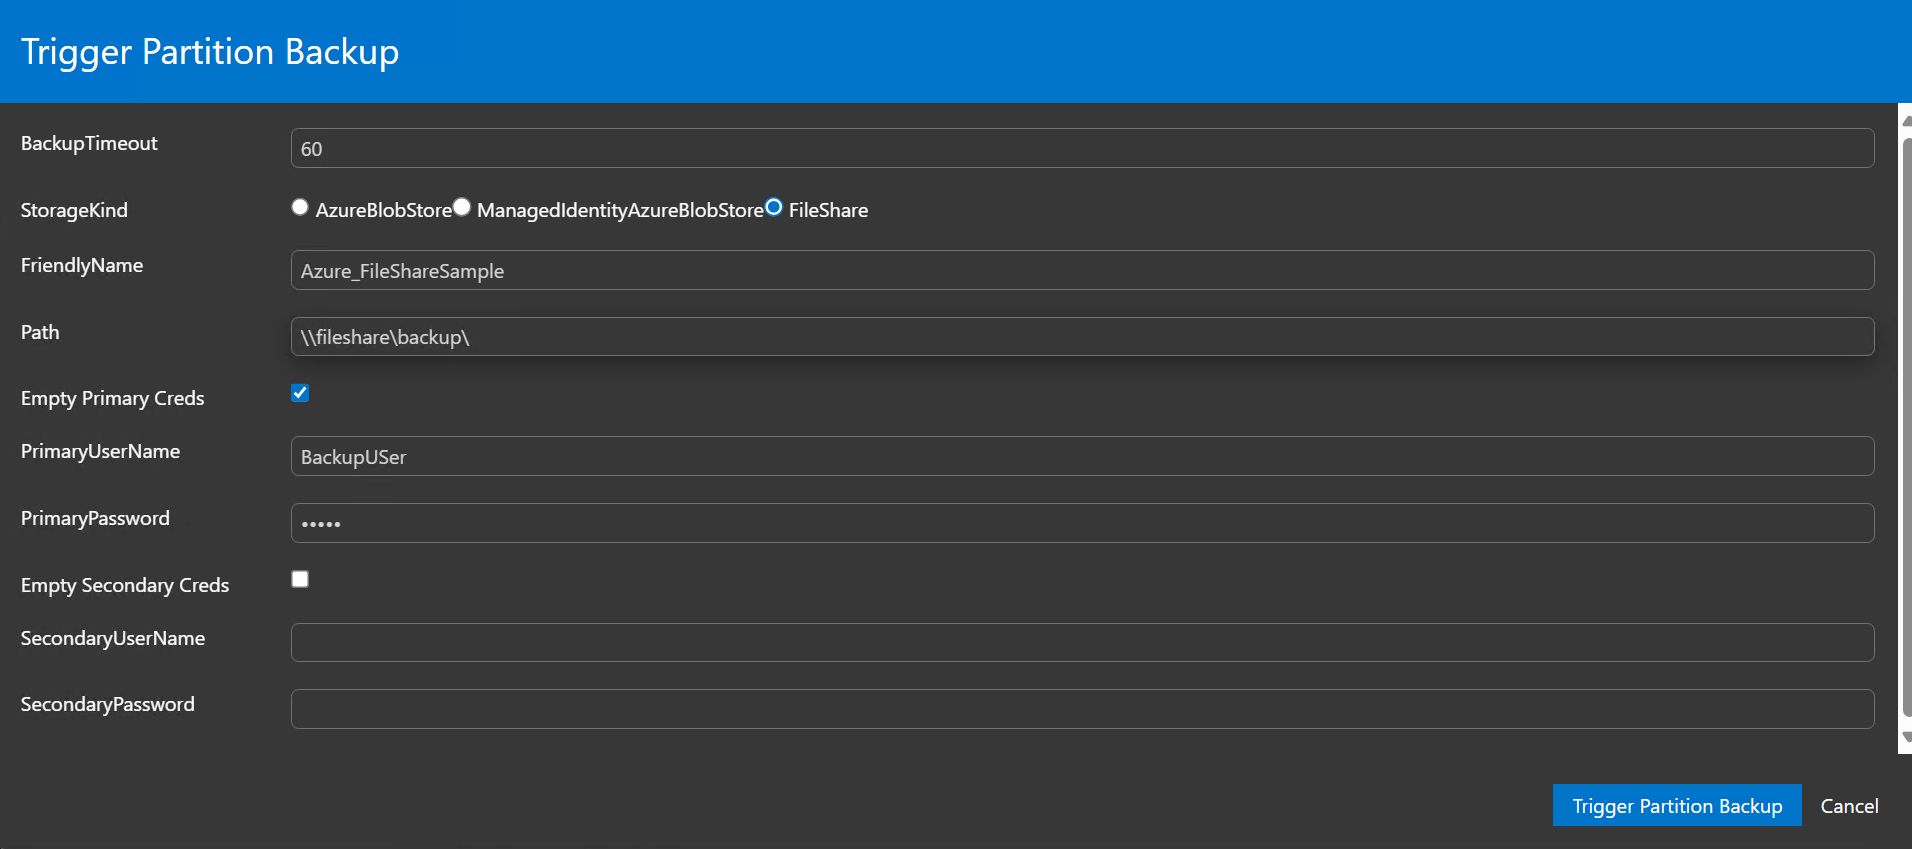 Trigger Partition Backup
BackupTimeout
60
StorageKind
AzureBlobStore ManagedIdentityAzureBlobStore FileShare
FriendlyName
Azure_FileShareSample
Path
\\fileshare\backup\
Empty Primary Creds
PrimaryUserName
BackupUSer
PrimaryPassword
•••••
Empty Secondary Creds
SecondaryUserName
SecondaryPassword
Trigger Partition Backup Cancel